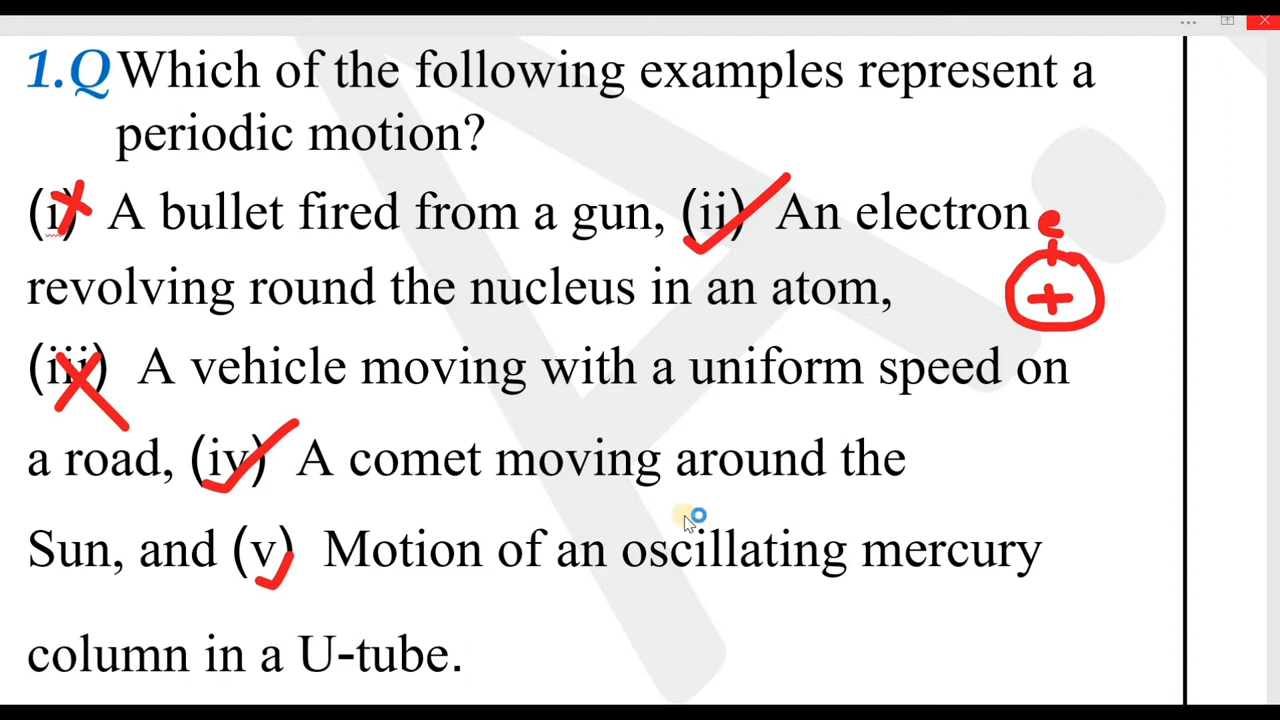 1.Q Which of the following examples represent a
periodic motion?
(i) A bullet fired from a gun, (ii) An electron e
revolving round the nucleus in an atom, +
(iii) A vehicle moving with a uniform speed on
a road, (iv) A comet moving around the
Sun, and (v) Motion of an oscillating mercury
column in a U-tube.